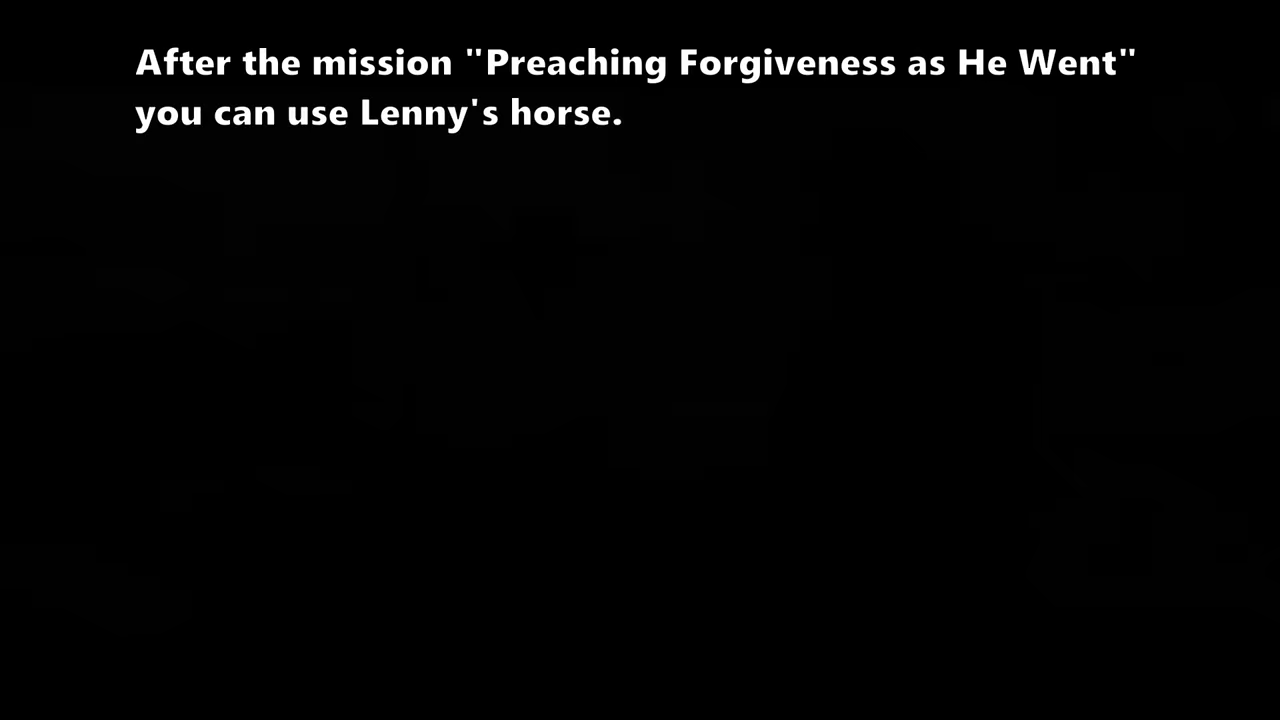 After the mission "Preaching Forgiveness as He Went"
you can use Lenny's horse.